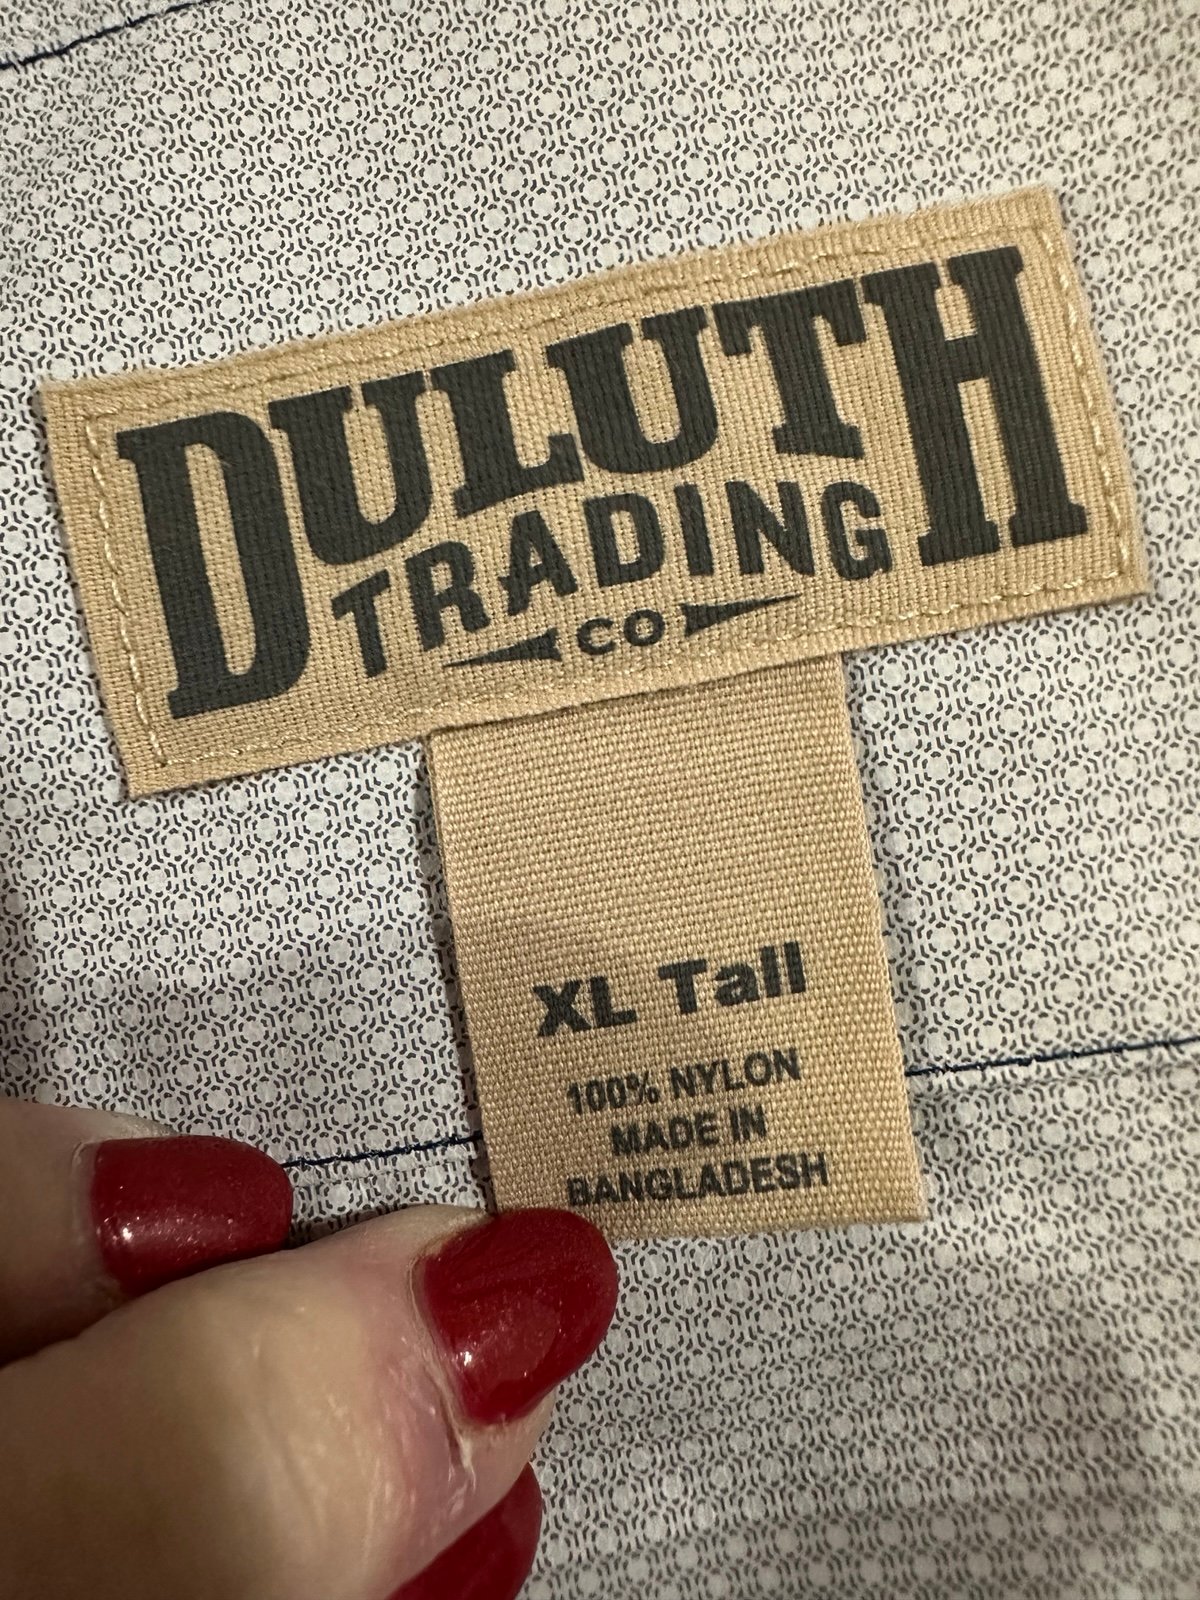 DULUTH
TRADING
CO
XL Tall
100% NYLON
MADE IN
BANGLADESH